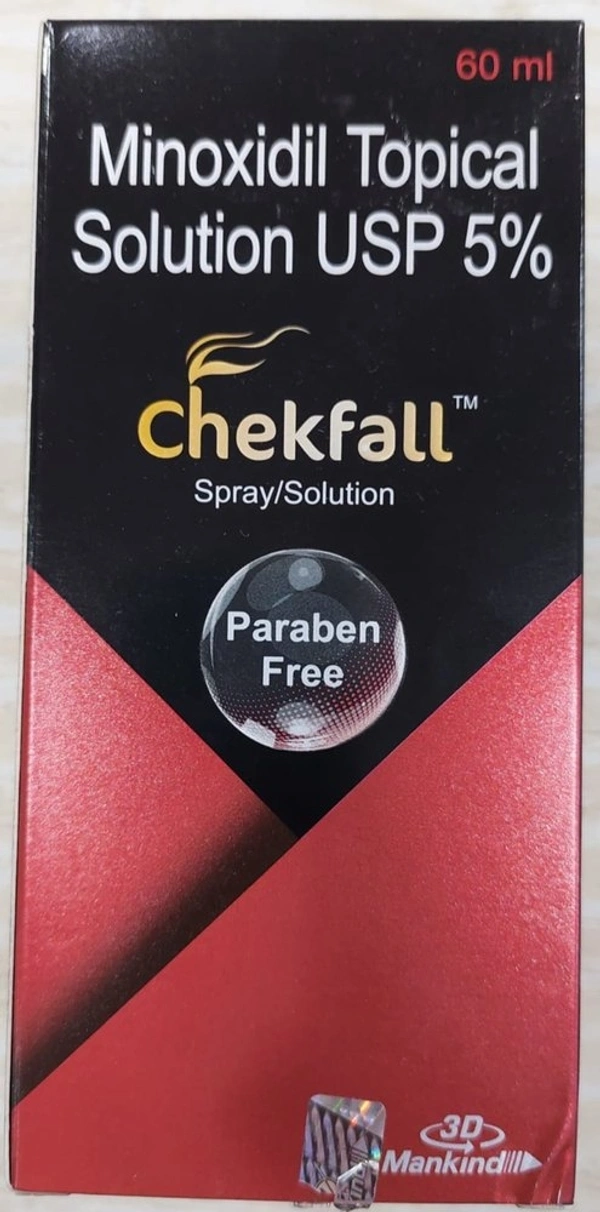 60 ml
Minoxidil Topical
Solution USP 5%
Chekfall™
Spray/Solution
Paraben
Free
3D
Mankind